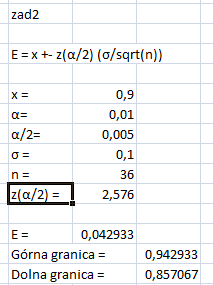 zad2
E = x +- z(α/2) (σ/sqrt(n))
x = 0,9
α= 0,01
α/2= 0,005
σ = 0,1
n = 36
z(α/2) = 2,576
E = 0,042933
Górna granica = 0,942933
Dolna granica = 0,857067